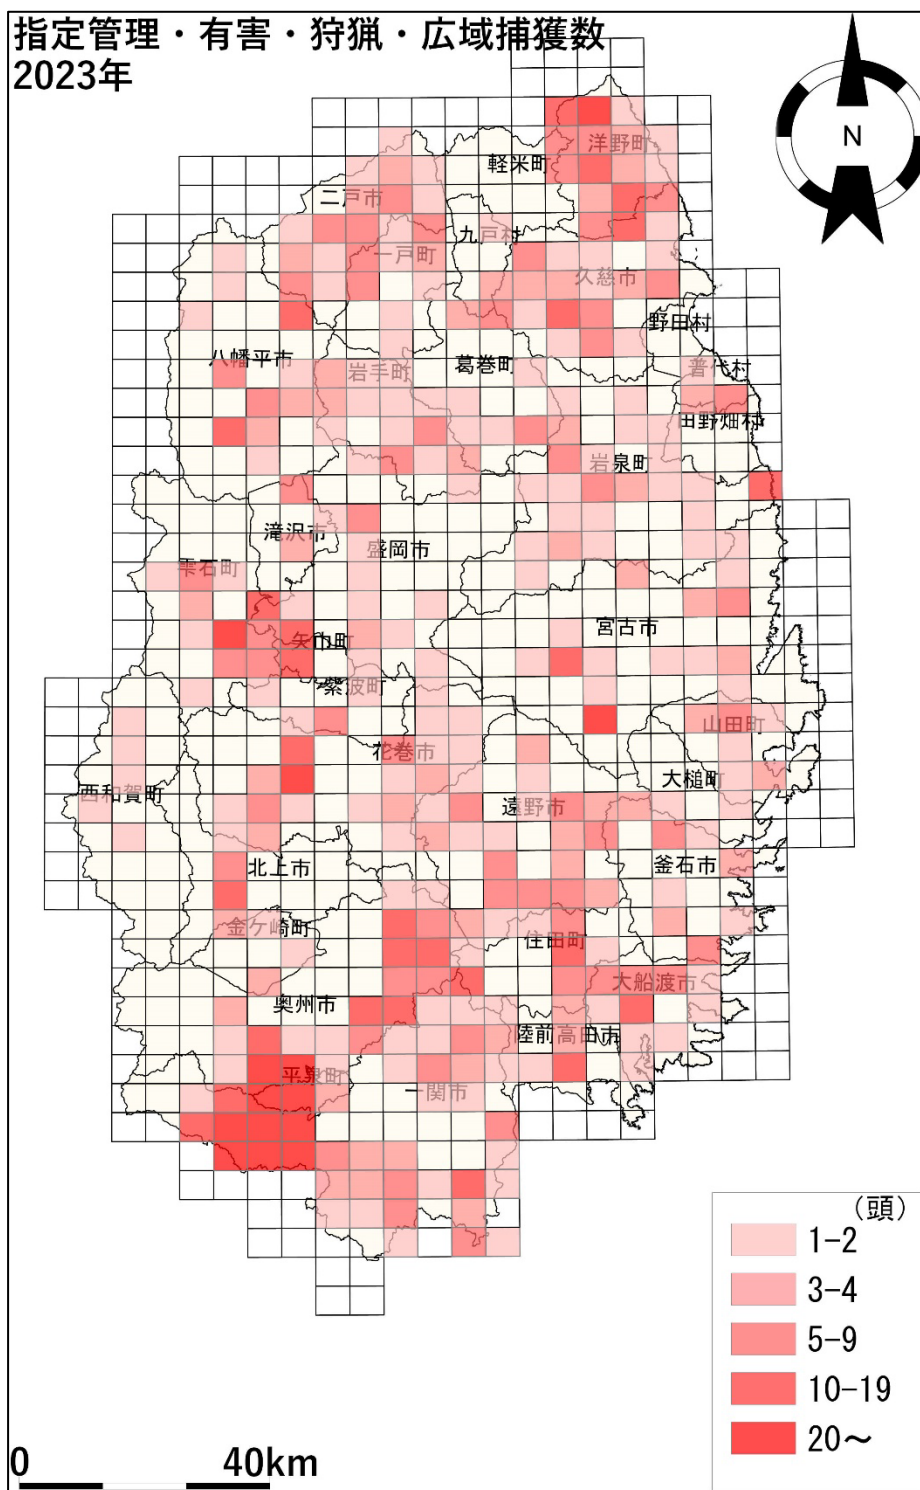 指定管理・有害・狩猟・広域捕獲数
2023年
N
洋野町
軽米町
二戸市
九戸村
一戸町
久慈市
野田村
八幡平市
岩手町
葛巻町
普代村
田野畑村
岩泉町
滝沢市
盛岡市
雫石町
矢巾町
宮古市
紫波町
山田町
花巻市
大槌町
西和賀町
遠野市
北上市
釜石市
金ケ崎町
住田町
大船渡市
奥州市
陸前高田市
平泉町
一関市
(頭)
1-2
3-4
5-9
10-19
20～
0 40km